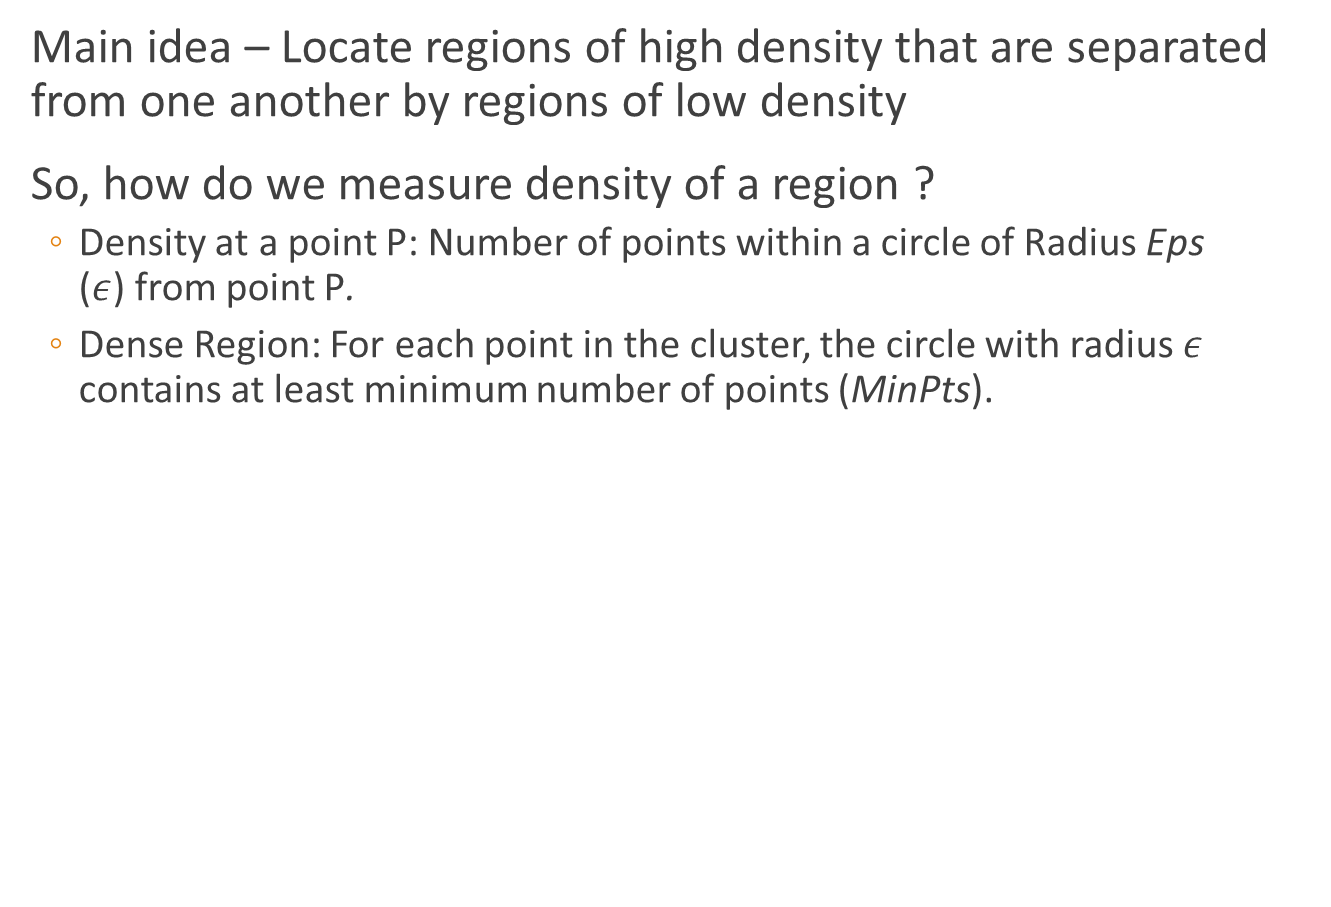 Main idea – Locate regions of high density that are separated
from one another by regions of low density
So, how do we measure density of a region ?
◦ Density at a point P: Number of points within a circle of Radius Eps
(ϵ) from point P.
◦ Dense Region: For each point in the cluster, the circle with radius ϵ
contains at least minimum number of points (MinPts).